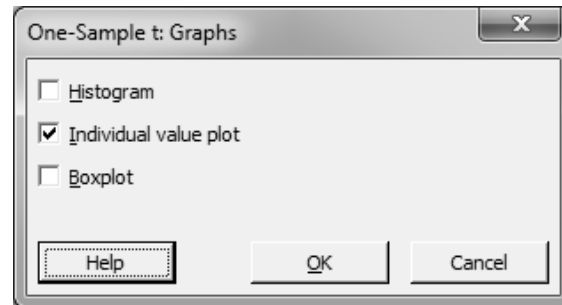 One-Sample t: Graphs
Histogram
Individual value plot
Boxplot
Help OK Cancel